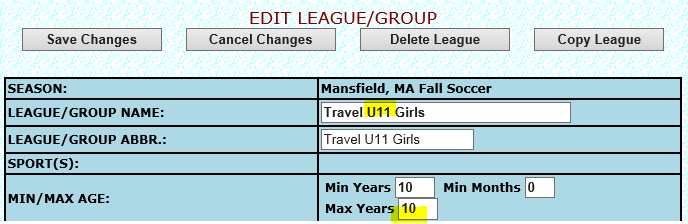 EDIT LEAGUE/GROUP
Save Changes Cancel Changes Delete League Copy League
SEASON: Mansfield, MA Fall Soccer
LEAGUE/GROUP NAME: Travel U11 Girls
LEAGUE/GROUP ABBR.: Travel U11 Girls
SPORT(S):
MIN/MAX AGE: Min Years 10 Min Months 0
Max Years 10